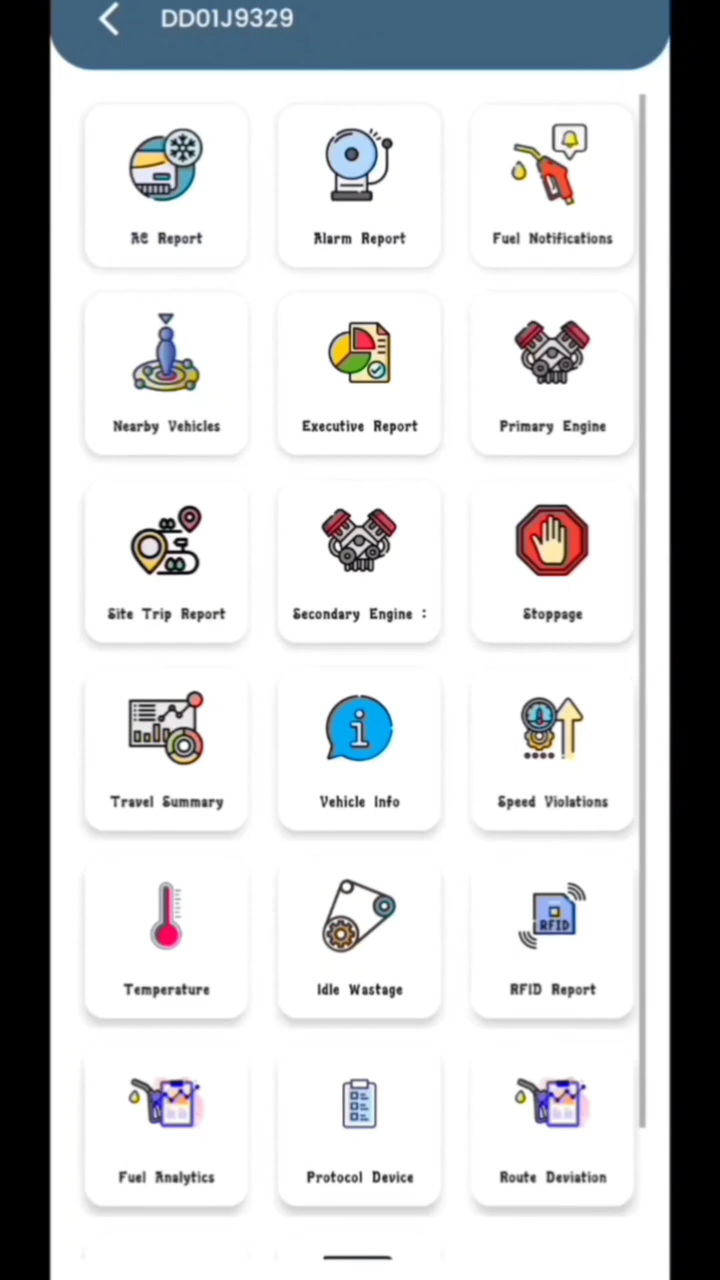 DD01J9329
AC Report
Alarm Report
Fuel Notifications
Nearby Vehicles
Executive Report
Primary Engine
Site Trip Report
Secondary Engine :
Stoppage
Travel Summary
Vehicle Info
Speed Violations
Temperature
Idle Wastage
RFID
RFID Report
Fuel Analytics
Protocol Device
Route Deviation